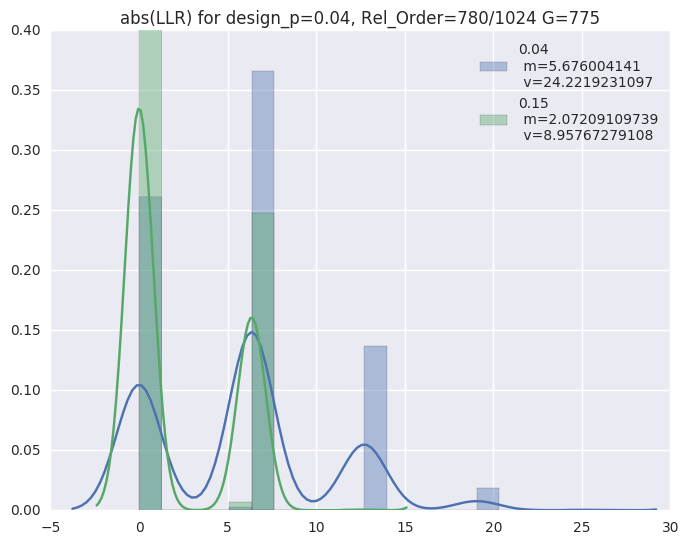 abs(LLR) for design_p=0.04, Rel_Order=780/1024 G=775
0.40
0.35
0.30
0.25
0.20
0.15
0.10
0.05
0.00
0.04
m=5.676004141
v=24.2219231097
0.15
m=2.07209109739
v=8.95767279108
−5 0 5 10 15 20 25 30